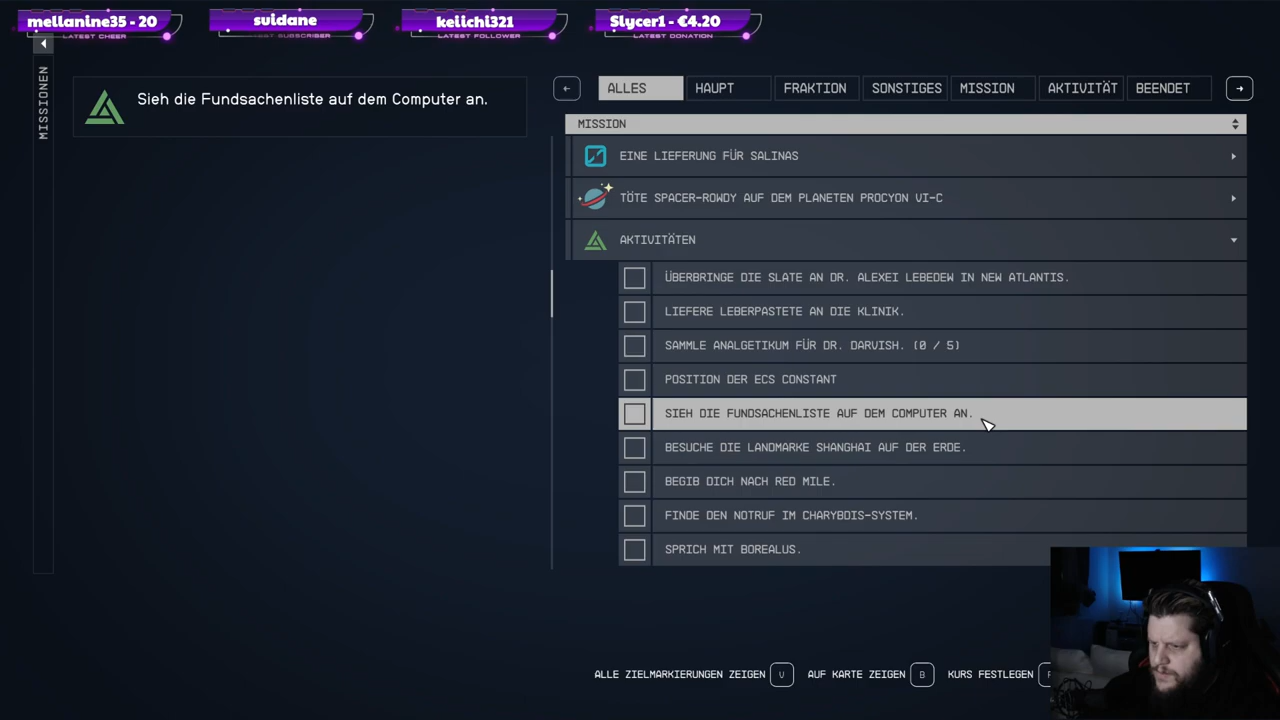 mellanine35 - 20
LATEST CHEER
suidane
LATEST SUBSCRIBER
keiichi321
LATEST FOLLOWER
Slycer1 - €4.20
LATEST DONATION
MISSIONEN
Sieh die Fundsachenliste auf dem Computer an.
ALLES
HAUPT
FRAKTION
SONSTIGES
MISSION
AKTIVITÄT
BEENDET
MISSION
EINE LIEFERUNG FÜR SALINAS
TÖTE SPACER-ROWDY AUF DEM PLANETEN PROCYON VI-C
AKTIVITÄTEN
ÜBERBRINGE DIE SLATE AN DR. ALEXEI LEBEDEW IN NEW ATLANTIS.
LIEFERE LEBERPASTETE AN DIE KLINIK.
SAMMLE ANALGETIKUM FÜR DR. DARVISH. (0 / 5)
POSITION DER ECS CONSTANT
SIEH DIE FUNDSACHENLISTE AUF DEM COMPUTER AN.
BESUCHE DIE LANDMARKE SHANGHAI AUF DER ERDE.
BEGIB DICH NACH RED MILE.
FINDE DEN NOTRUF IM CHARYBDIS-SYSTEM.
SPRICH MIT BOREALUS.
ALLE ZIELMARKIERUNGEN ZEIGEN V AUF KARTE ZEIGEN B KURS FESTLEGEN